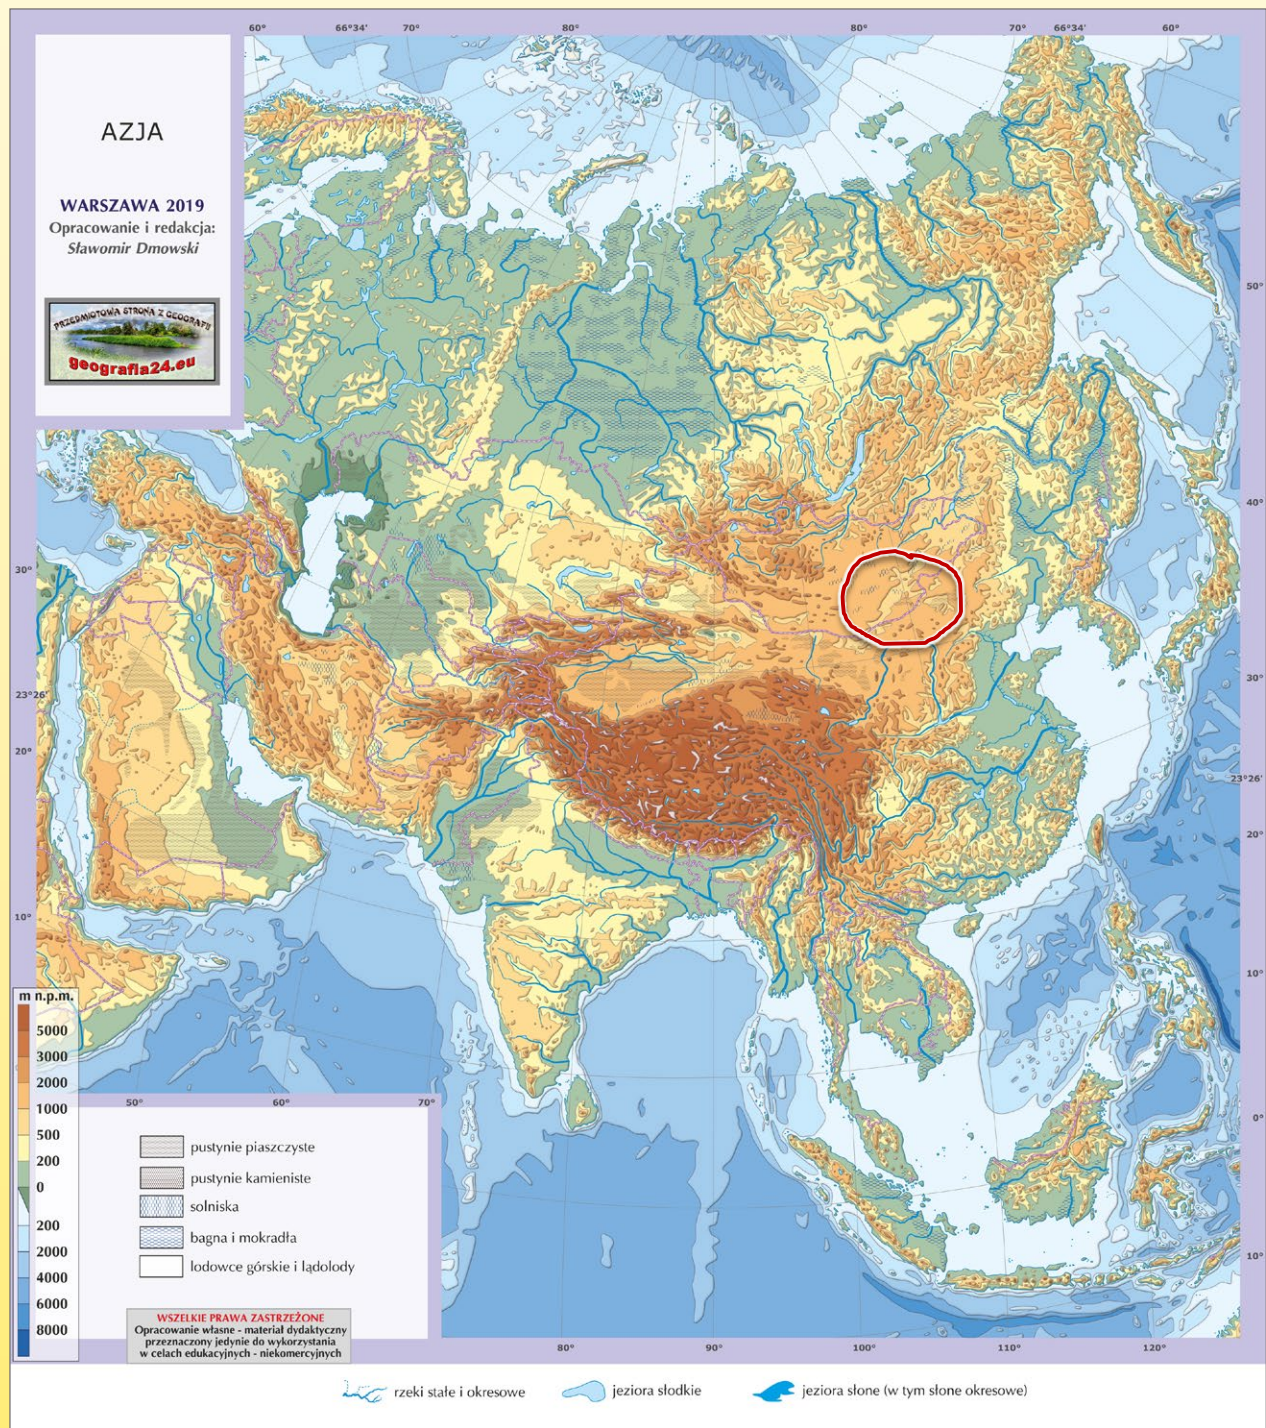 60° 66°34' 70° 80° 80° 70° 66°34' 60°
AZJA
WARSZAWA 2019
Opracowanie i redakcja:
Sławomir Dmowski
PRZEDMIOTOWA STRONA Z GEOGRAFII
geografia24.eu
50°
40°
30°
30°
23°26'
20°
23°26'
20°
10°
10°
m n.p.m.
5000
3000
2000
1000
500
200
0
200
2000
4000
6000
8000
50° 60° 70°
0°
10°
pustynie piaszczyste
pustynie kamieniste
solniska
bagna i mokradła
lodowce górskie i lądolody
WSZELKIE PRAWA ZASTRZEŻONE
Opracowanie własne - materiał dydaktyczny
przeznaczony jedynie do wykorzystania
w celach edukacyjnych - niekomercyjnych
80° 90° 100° 110° 120°
rzeki stałe i okresowe
jeziora słodkie
jeziora słone (w tym słone okresowe)